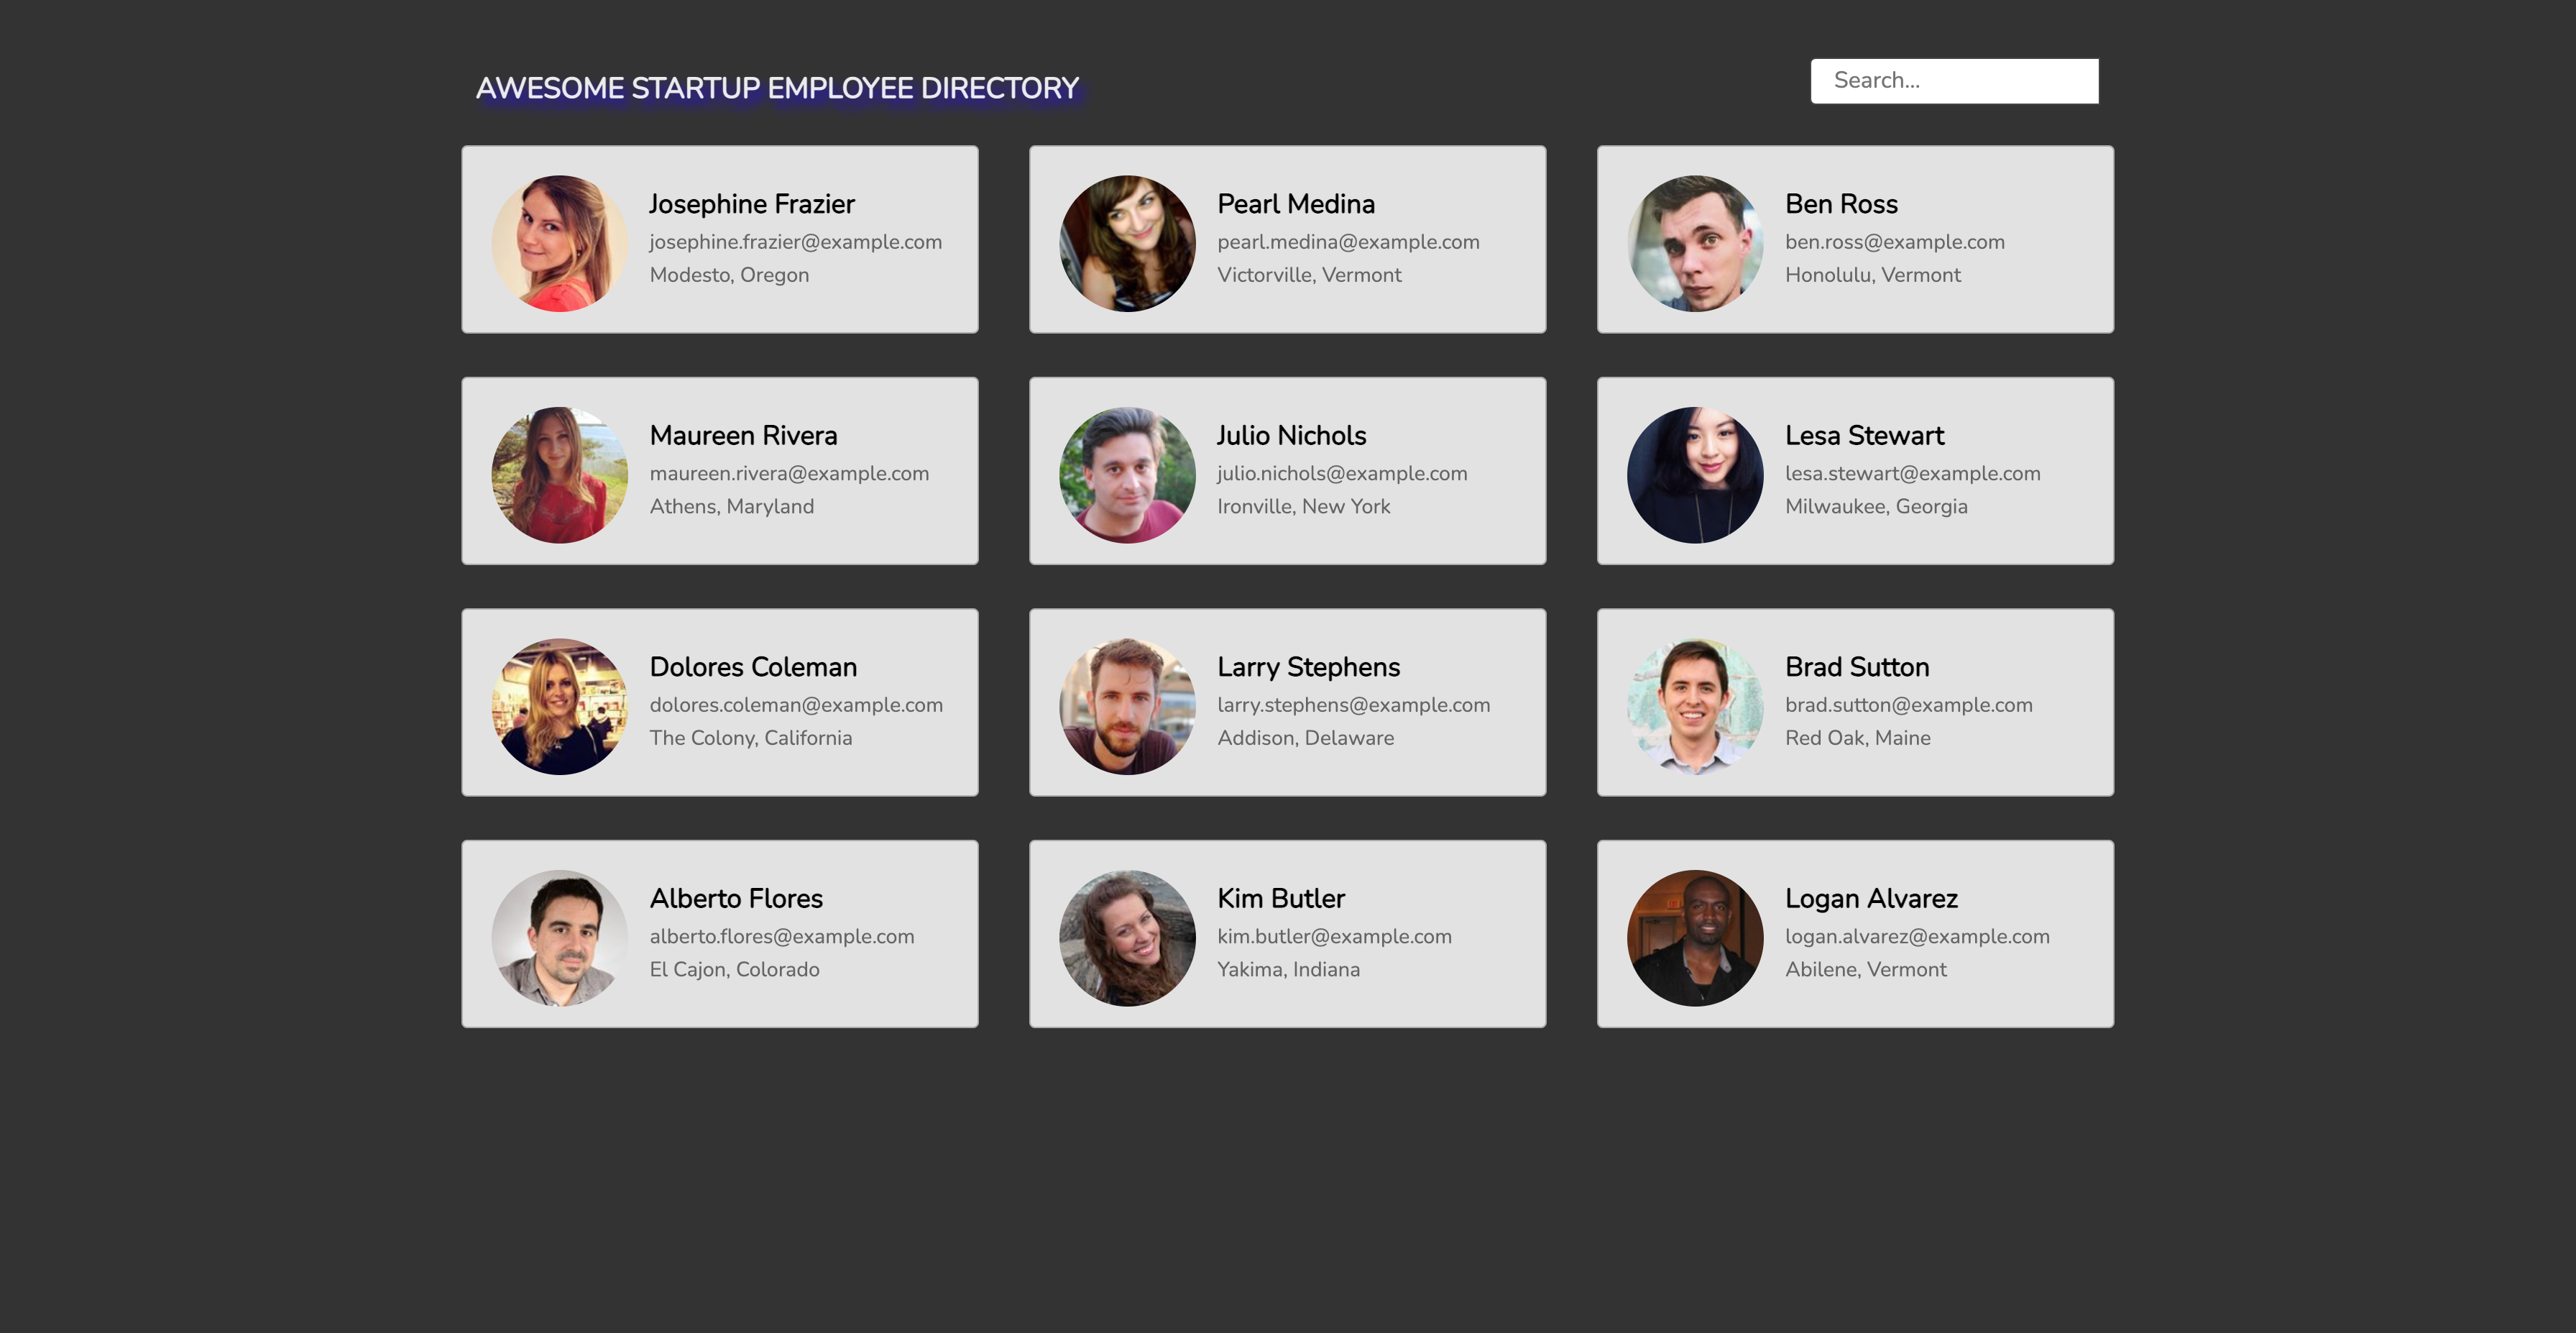 AWESOME STARTUP EMPLOYEE DIRECTORY
Search...
Josephine Frazier
josephine.frazier@example.com
Modesto, Oregon
Pearl Medina
pearl.medina@example.com
Victorville, Vermont
Ben Ross
ben.ross@example.com
Honolulu, Vermont
Maureen Rivera
maureen.rivera@example.com
Athens, Maryland
Julio Nichols
julio.nichols@example.com
Ironville, New York
Lesa Stewart
lesa.stewart@example.com
Milwaukee, Georgia
Dolores Coleman
dolores.coleman@example.com
The Colony, California
Larry Stephens
larry.stephens@example.com
Addison, Delaware
Brad Sutton
brad.sutton@example.com
Red Oak, Maine
Alberto Flores
alberto.flores@example.com
El Cajon, Colorado
Kim Butler
kim.butler@example.com
Yakima, Indiana
Logan Alvarez
logan.alvarez@example.com
Abilene, Vermont